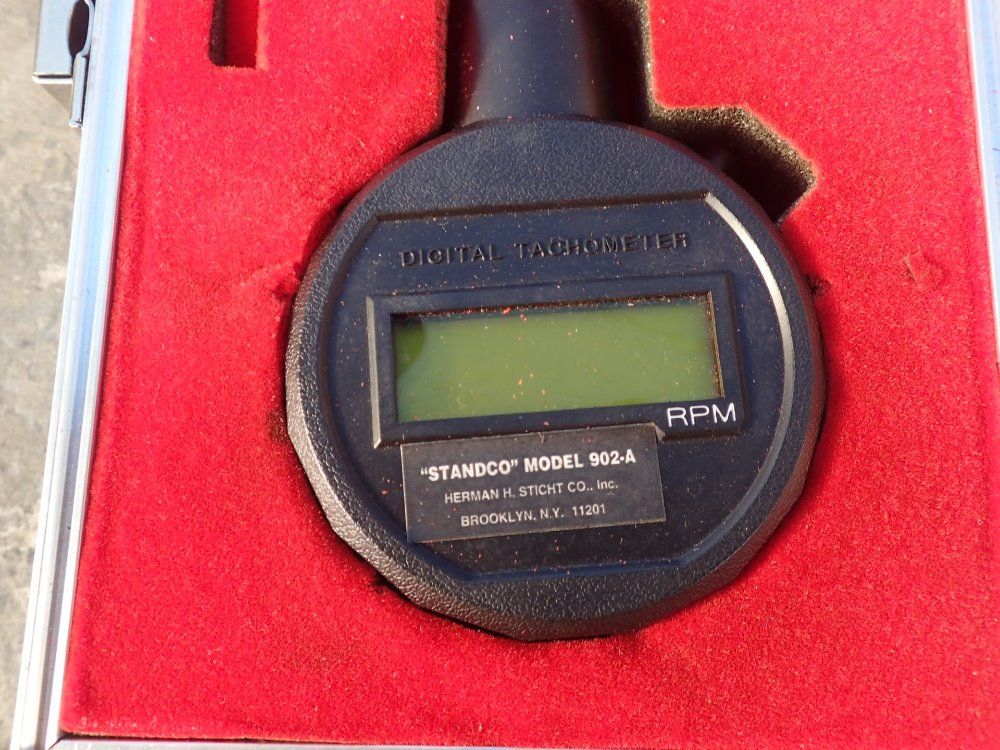 DIGITAL TACHOMETER
RPM
“STANDCO” MODEL 902-A
HERMAN H. STICHT CO., Inc.
BROOKLYN, N.Y. 11201